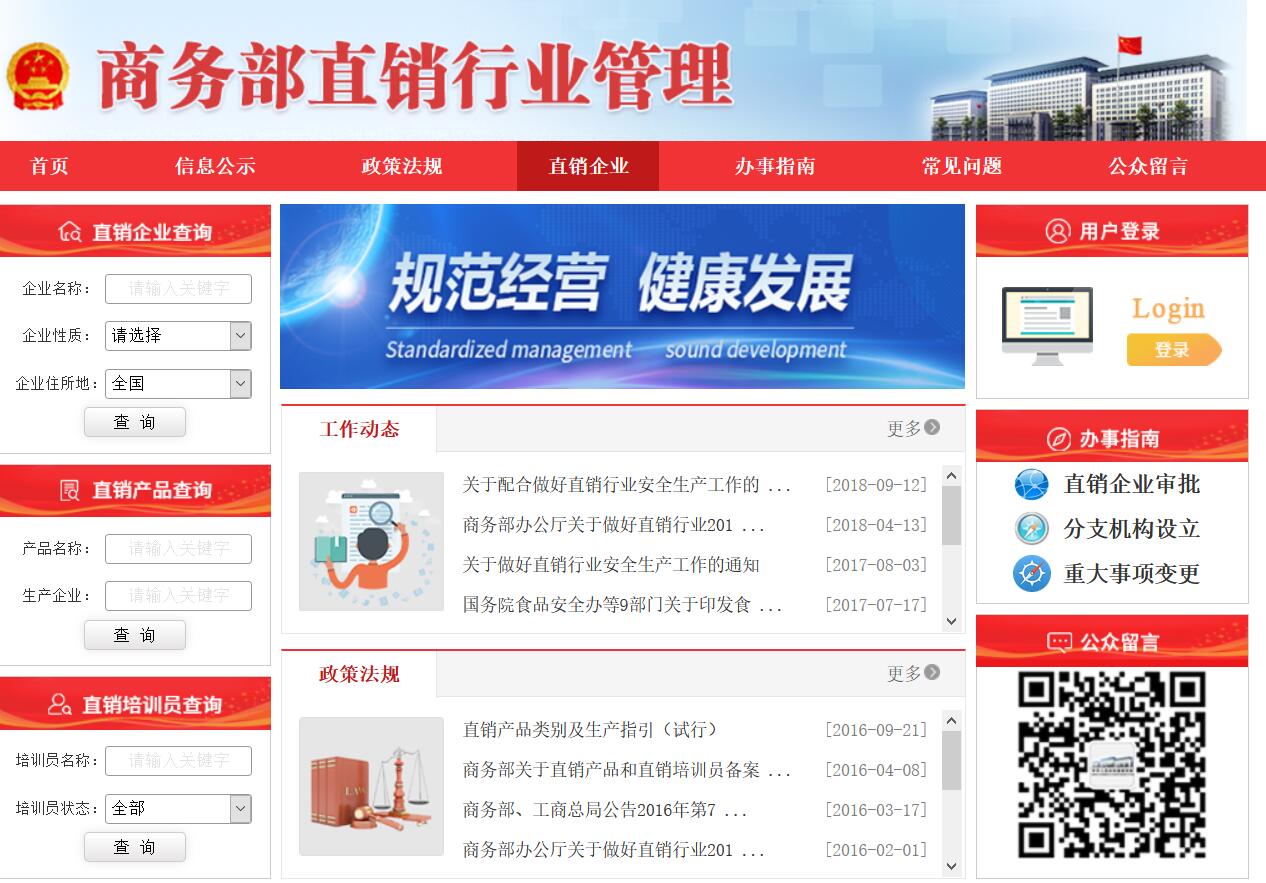 商务部直销行业管理
首页 信息公示 政策法规 直销企业 办事指南 常见问题 公众留言
直销企业查询
企业名称： 请输入关键字
企业性质： 请选择
企业住所地： 全国
查 询
直销产品查询
产品名称： 请输入关键字
生产企业： 请输入关键字
查 询
直销培训员查询
培训员名称： 请输入关键字
培训员状态： 全部
查 询
规范经营 健康发展
Standardized management sound development
工作动态 更多
关于配合做好直销行业安全生产工作的 ... [2018-09-12]
商务部办公厅关于做好直销行业201 ... [2018-04-13]
关于做好直销行业安全生产工作的通知 [2017-08-03]
国务院食品安全办等9部门关于印发食 ... [2017-07-17]
政策法规 更多
LAW
直销产品类别及生产指引（试行） [2016-09-21]
商务部关于直销产品和直销培训员备案 ... [2016-04-08]
商务部、工商总局公告2016年第7 ... [2016-03-17]
商务部办公厅关于做好直销行业201 ... [2016-02-01]
用户登录
Login
登录
办事指南
直销企业审批
分支机构设立
重大事项变更
公众留言